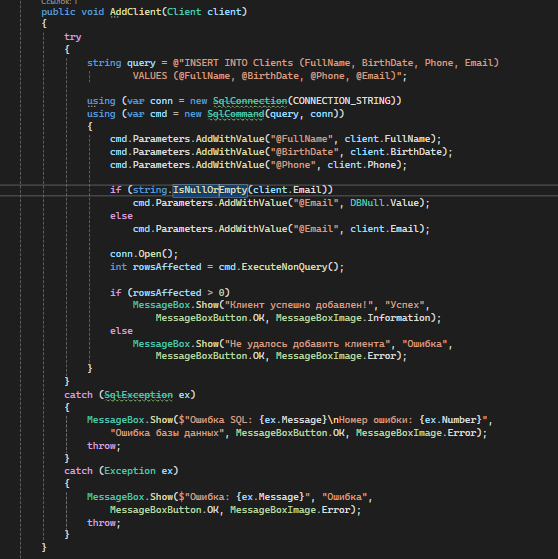 Ссылок: 1
public void AddClient(Client client)
{
try
{
string query = @"INSERT INTO Clients (FullName, BirthDate, Phone, Email)
VALUES (@FullName, @BirthDate, @Phone, @Email)";
using (var conn = new SqlConnection(CONNECTION_STRING))
using (var cmd = new SqlCommand(query, conn))
{
cmd.Parameters.AddWithValue("@FullName", client.FullName);
cmd.Parameters.AddWithValue("@BirthDate", client.BirthDate);
cmd.Parameters.AddWithValue("@Phone", client.Phone);
if (string.IsNullOrEmpty(client.Email))
cmd.Parameters.AddWithValue("@Email", DBNull.Value);
else
cmd.Parameters.AddWithValue("@Email", client.Email);
conn.Open();
int rowsAffected = cmd.ExecuteNonQuery();
if (rowsAffected > 0)
MessageBox.Show("Клиент успешно добавлен!", "Успех",
MessageBoxButton.OK, MessageBoxImage.Information);
else
MessageBox.Show("Не удалось добавить клиента", "Ошибка",
MessageBoxButton.OK, MessageBoxImage.Error);
}
}
catch (SqlException ex)
{
MessageBox.Show($"Ошибка SQL: {ex.Message}\nНомер ошибки: {ex.Number}",
"Ошибка базы данных", MessageBoxButton.OK, MessageBoxImage.Error);
throw;
}
catch (Exception ex)
{
MessageBox.Show($"Ошибка: {ex.Message}", "Ошибка",
MessageBoxButton.OK, MessageBoxImage.Error);
throw;
}
}